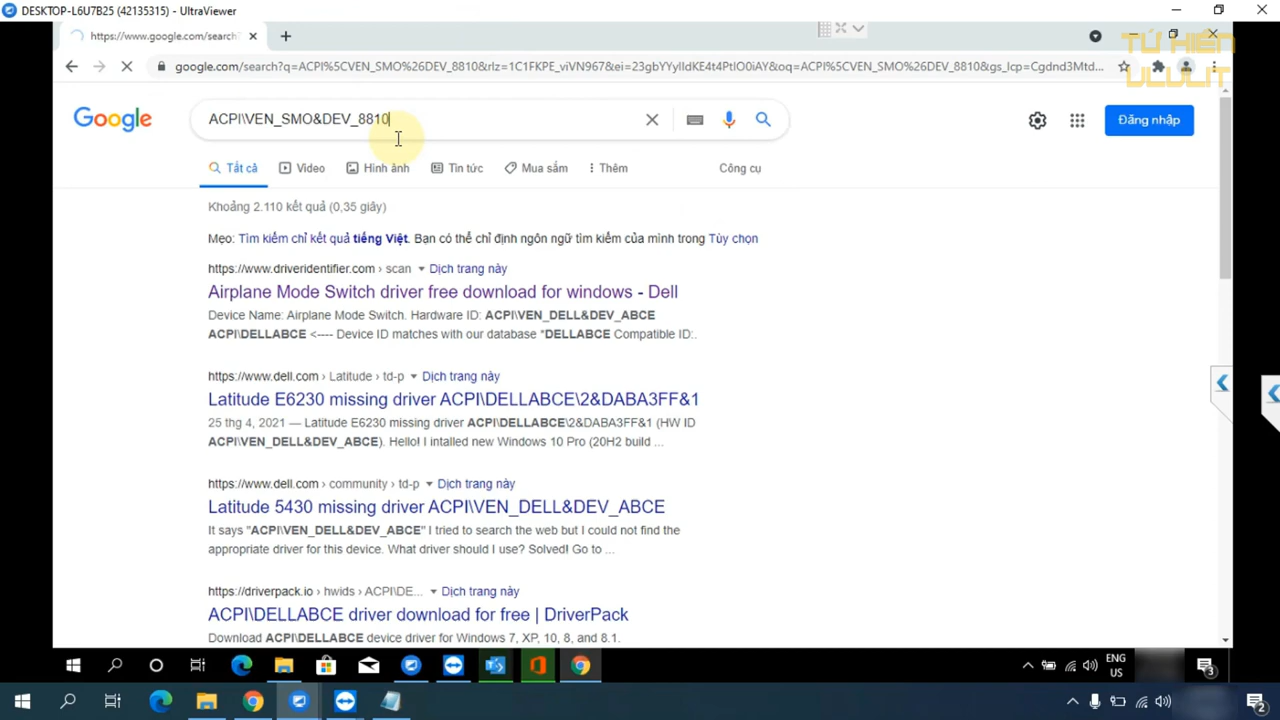 DESKTOP-L6U7B25 (42135315) - UltraViewer
https://www.google.com/search?
TỨ HIỀN
ULULIT
google.com/search?q=ACPI%5CVEN_SMO%26DEV_8810&rlz=1C1FKPE_viVN967&ei=23gbYYylIdKE4t4PtlO0iAY&oq=ACPI%5CVEN_SMO%26DEV_8810&gs_lcp=Cgdnd3Mtd...
Google
ACPI\VEN_SMO&DEV_8810
Đăng nhập
Tất cả
Video
Hình ảnh
Tin tức
Mua sắm
Thêm
Công cụ
Khoảng 2.110 kết quả (0,35 giây)
Mẹo: Tìm kiếm chỉ kết quả tiếng Việt. Bạn có thể chỉ định ngôn ngữ tìm kiếm của mình trong Tùy chọn
https://www.driveridentifier.com › scan ▾ Dịch trang này
Airplane Mode Switch driver free download for windows - Dell
Device Name: Airplane Mode Switch. Hardware ID: ACPI\VEN_DELL&DEV_ABCE
ACPI\DELLABCE <---- Device ID matches with our database *DELLABCE Compatible ID:.
https://www.dell.com › Latitude › td-p ▾ Dịch trang này
Latitude E6230 missing driver ACPI\DELLABCE\2&DABA3FF&1
25 thg 4, 2021 — Latitude E6230 missing driver ACPI\DELLABCE\2&DABA3FF&1 (HW ID
ACPI\VEN_DELL&DEV_ABCE). Hello! I intalled new Windows 10 Pro (20H2 build ...
https://www.dell.com › community › td-p ▾ Dịch trang này
Latitude 5430 missing driver ACPI\VEN_DELL&DEV_ABCE
It says "ACPI\VEN_DELL&DEV_ABCE" I tried to search the web but I could not find the
appropriate driver for this device. What driver should I use? Solved! Go to ...
https://driverpack.io › hwids › ACPI\DE... ▾ Dịch trang này
ACPI\DELLABCE driver download for free | DriverPack
Download ACPI\DELLABCE device driver for Windows 7, XP, 10, 8, and 8.1.
ENG
US
3
2